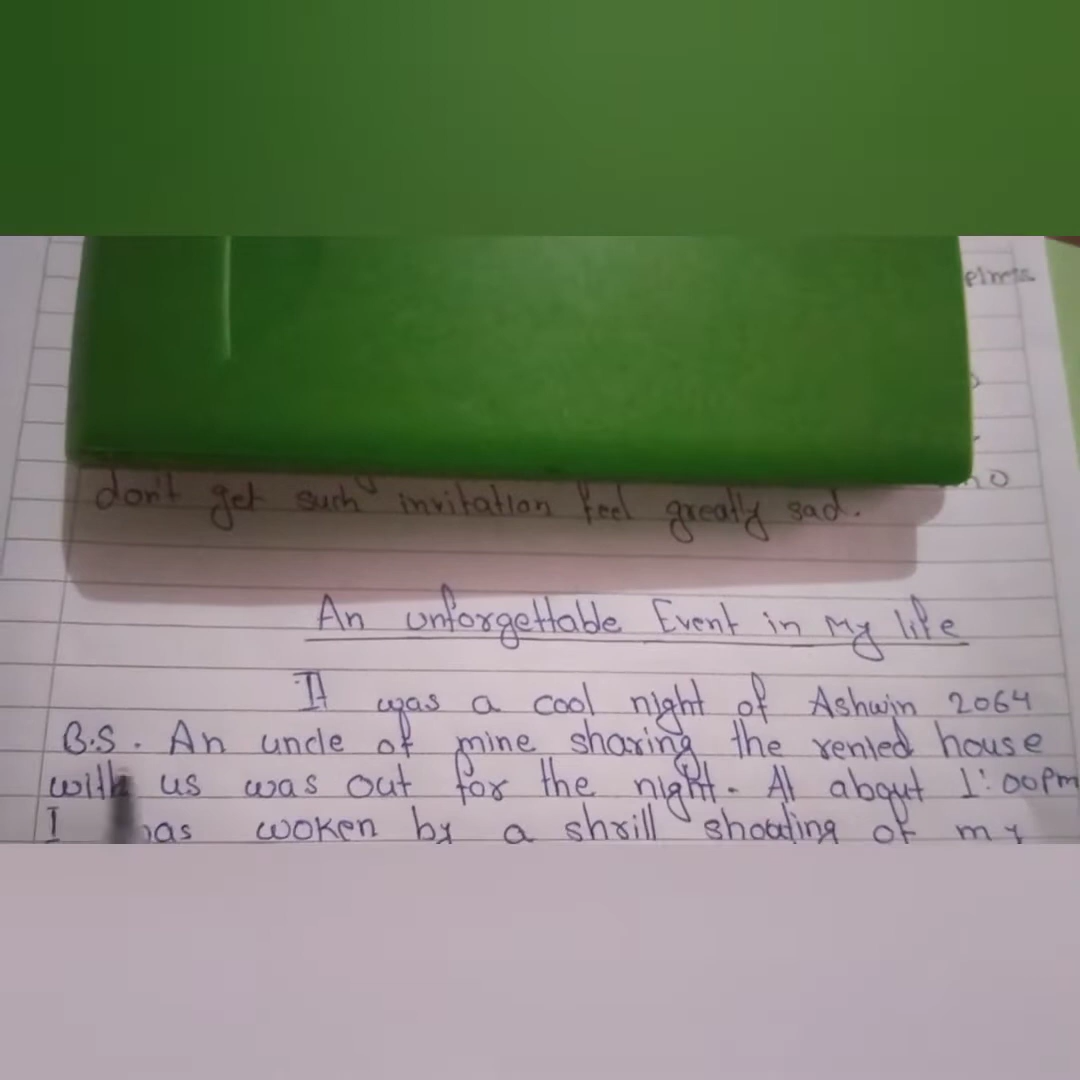 don't get such invitation feel greatly sad.
An unforgettable Event in My life
It was a cool night of Ashwin 2064
B.S. An uncle of mine sharing the rented house
with us was out for the night. At about 1:00pm
I was woken by a shrill shouting of my